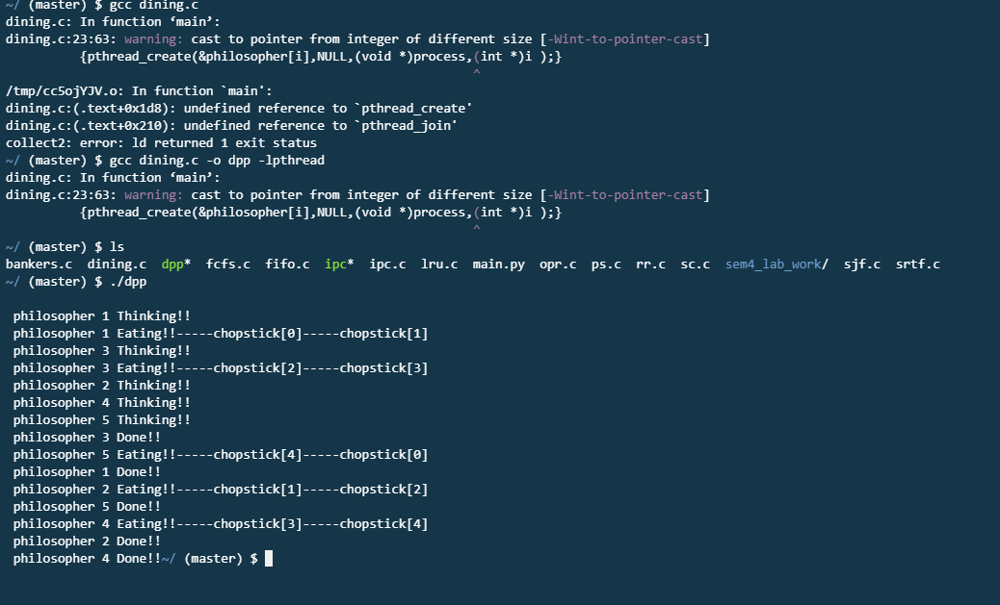 ~/ (master) $ gcc dining.c
dining.c: In function ‘main’:
dining.c:23:63: warning: cast to pointer from integer of different size [-Wint-to-pointer-cast]
          {pthread_create(&philosopher[i],NULL,(void *)process,(int *)i );}
                                                               ^
/tmp/cc5ojYJV.o: In function `main':
dining.c:(.text+0x1d8): undefined reference to `pthread_create'
dining.c:(.text+0x210): undefined reference to `pthread_join'
collect2: error: ld returned 1 exit status
~/ (master) $ gcc dining.c -o dpp -lpthread
dining.c: In function ‘main’:
dining.c:23:63: warning: cast to pointer from integer of different size [-Wint-to-pointer-cast]
          {pthread_create(&philosopher[i],NULL,(void *)process,(int *)i );}
                                                               ^
~/ (master) $ ls
bankers.c  dining.c  dpp*  fcfs.c  fifo.c  ipc*  ipc.c  lru.c  main.py  opr.c  ps.c  rr.c  sc.c  sem4_lab_work/  sjf.c  srtf.c
~/ (master) $ ./dpp

 philosopher 1 Thinking!!
 philosopher 1 Eating!!-----chopstick[0]-----chopstick[1]
 philosopher 3 Thinking!!
 philosopher 3 Eating!!-----chopstick[2]-----chopstick[3]
 philosopher 2 Thinking!!
 philosopher 4 Thinking!!
 philosopher 5 Thinking!!
 philosopher 3 Done!!
 philosopher 5 Eating!!-----chopstick[4]-----chopstick[0]
 philosopher 1 Done!!
 philosopher 2 Eating!!-----chopstick[1]-----chopstick[2]
 philosopher 5 Done!!
 philosopher 4 Eating!!-----chopstick[3]-----chopstick[4]
 philosopher 2 Done!!
 philosopher 4 Done!!~/ (master) $